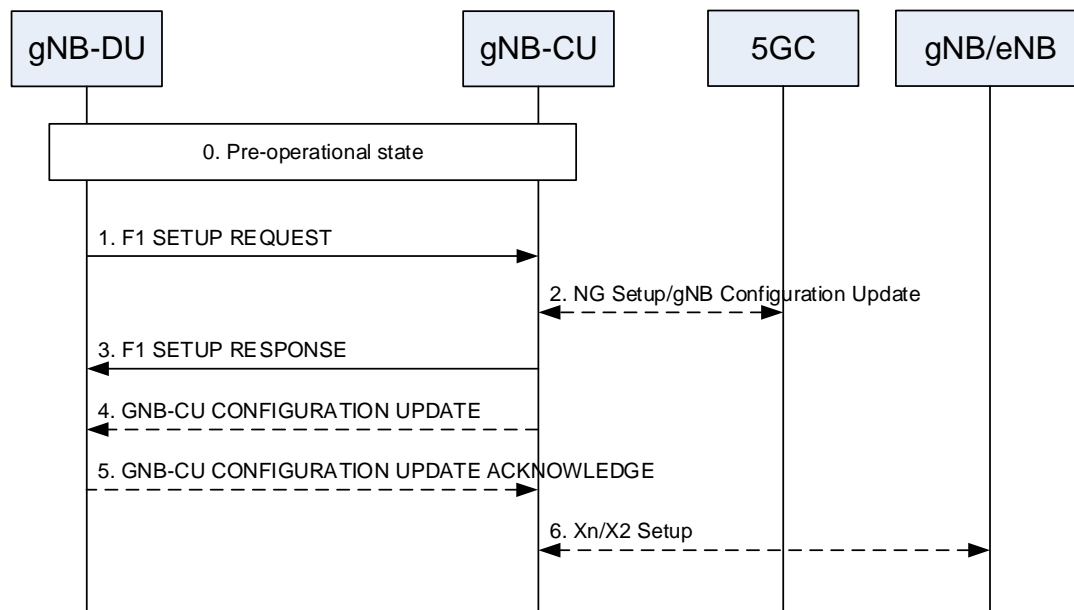 gNB-DU
gNB-CU
5GC
gNB/eNB
0. Pre-operational state
1. F1 SETUP REQUEST
2. NG Setup/gNB Configuration Update
3. F1 SETUP RESPONSE
4. GNB-CU CONFIGURATION UPDATE
5. GNB-CU CONFIGURATION UPDATE ACKNOWLEDGE
6. Xn/X2 Setup